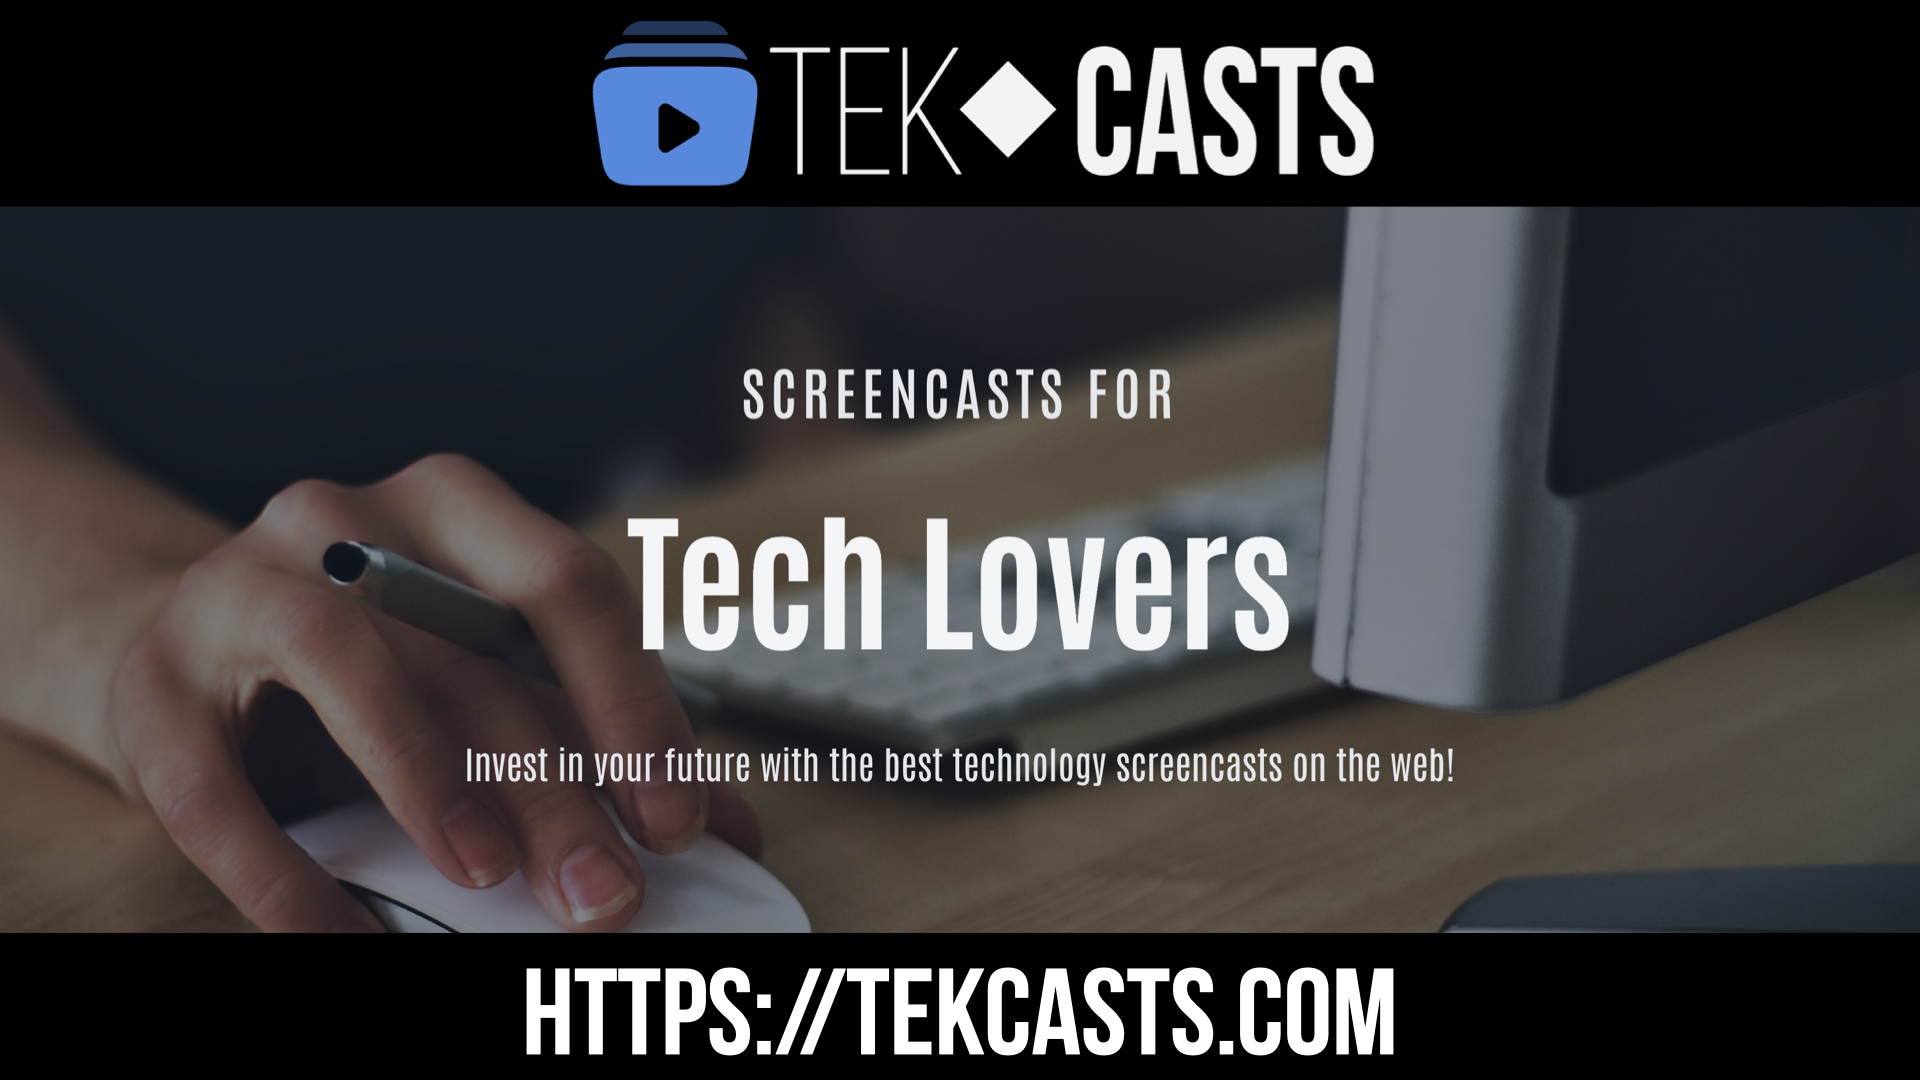 TEK◆CASTS
SCREENCASTS FOR
Tech Lovers
Invest in your future with the best technology screencasts on the web!
HTTPS://TEKCASTS.COM